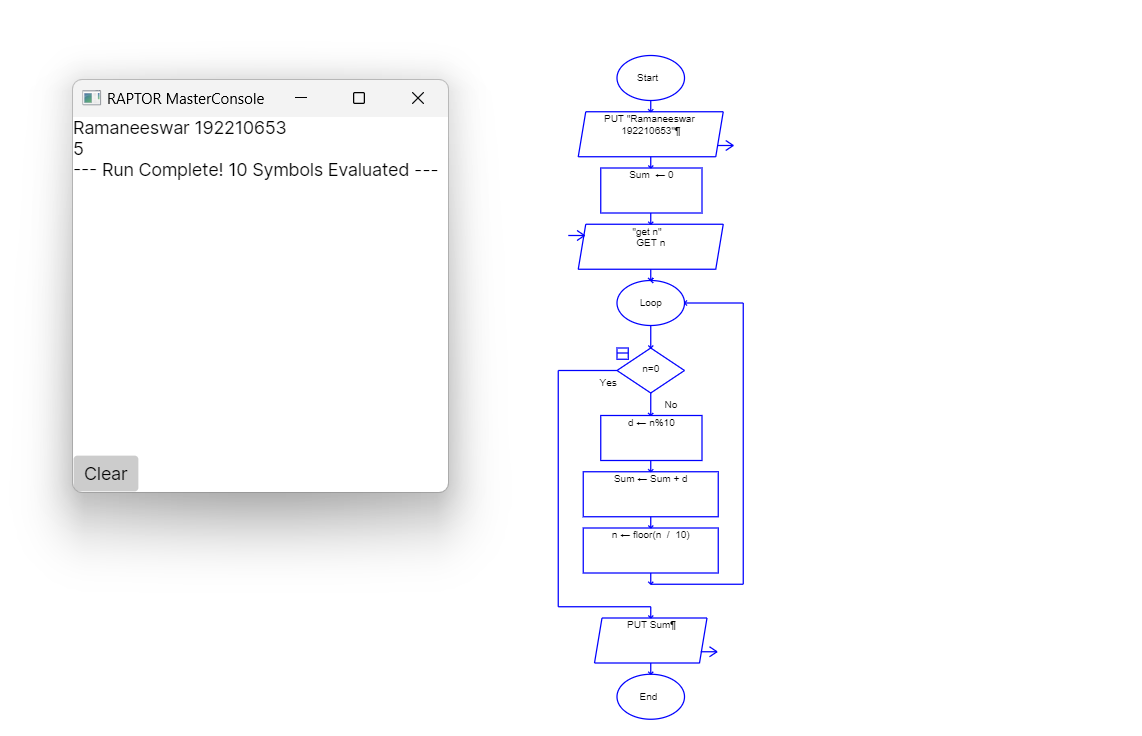 RAPTOR MasterConsole
Ramaneeswar 192210653
5
--- Run Complete! 10 Symbols Evaluated ---
Clear
Start
PUT "Ramaneeswar
192210653"¶
Sum ← 0
"get n"
GET n
Loop
n=0
Yes
No
d ← n%10
Sum ← Sum + d
n ← floor(n / 10)
PUT Sum¶
End